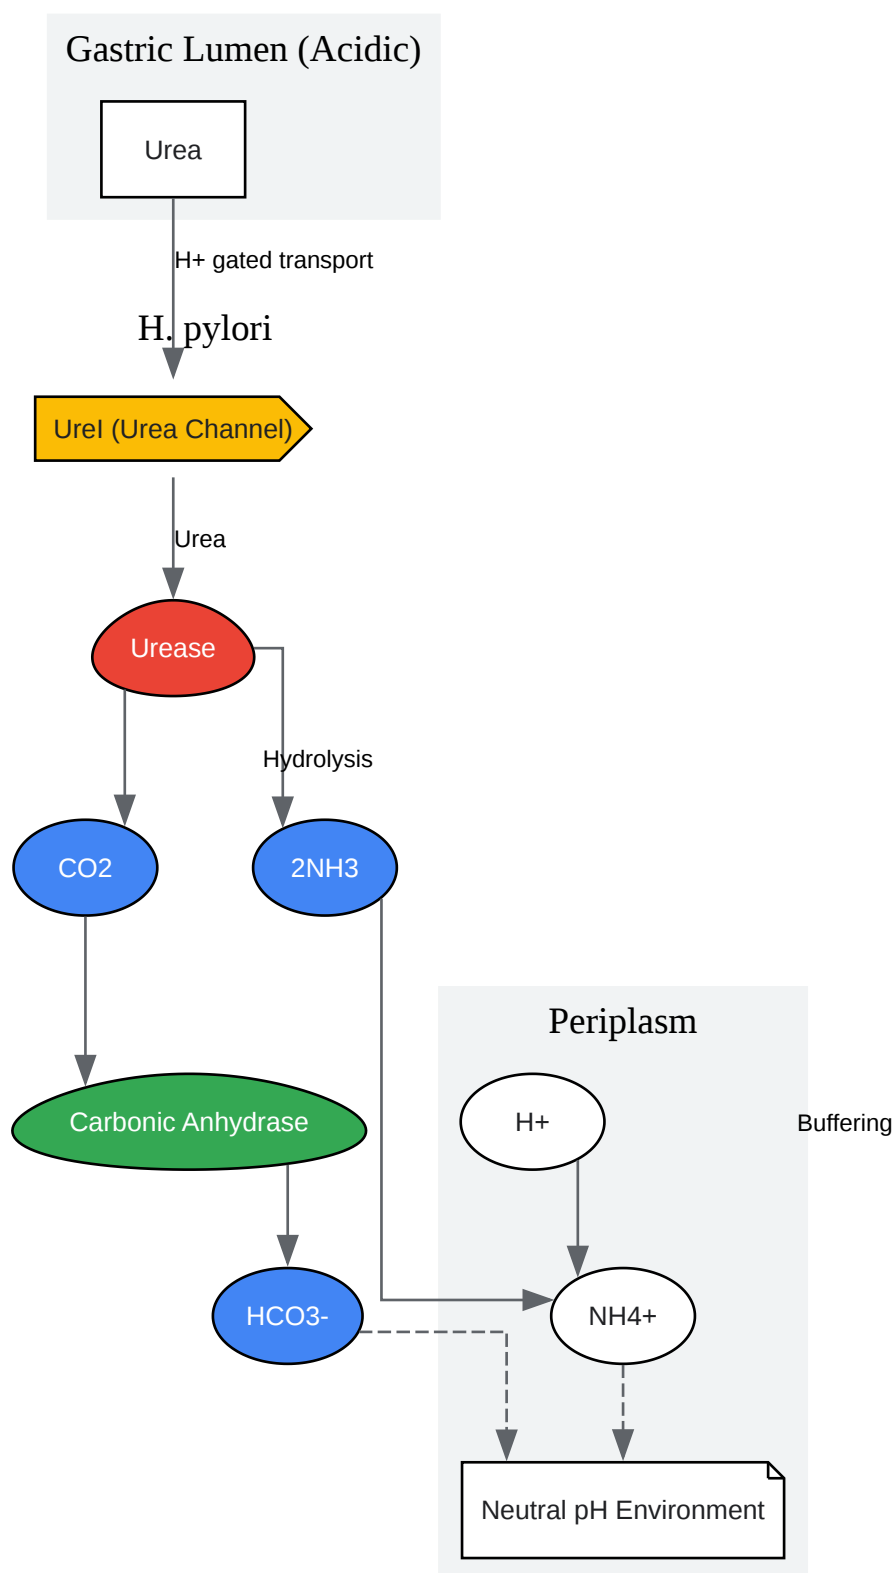 Gastric Lumen (Acidic)
Urea
H+ gated transport
H. pylori
UreI (Urea Channel)
Urea
Urease
Hydrolysis
CO2
2NH3
Periplasm
Carbonic Anhydrase
H+
Buffering
HCO3-
NH4+
Neutral pH Environment